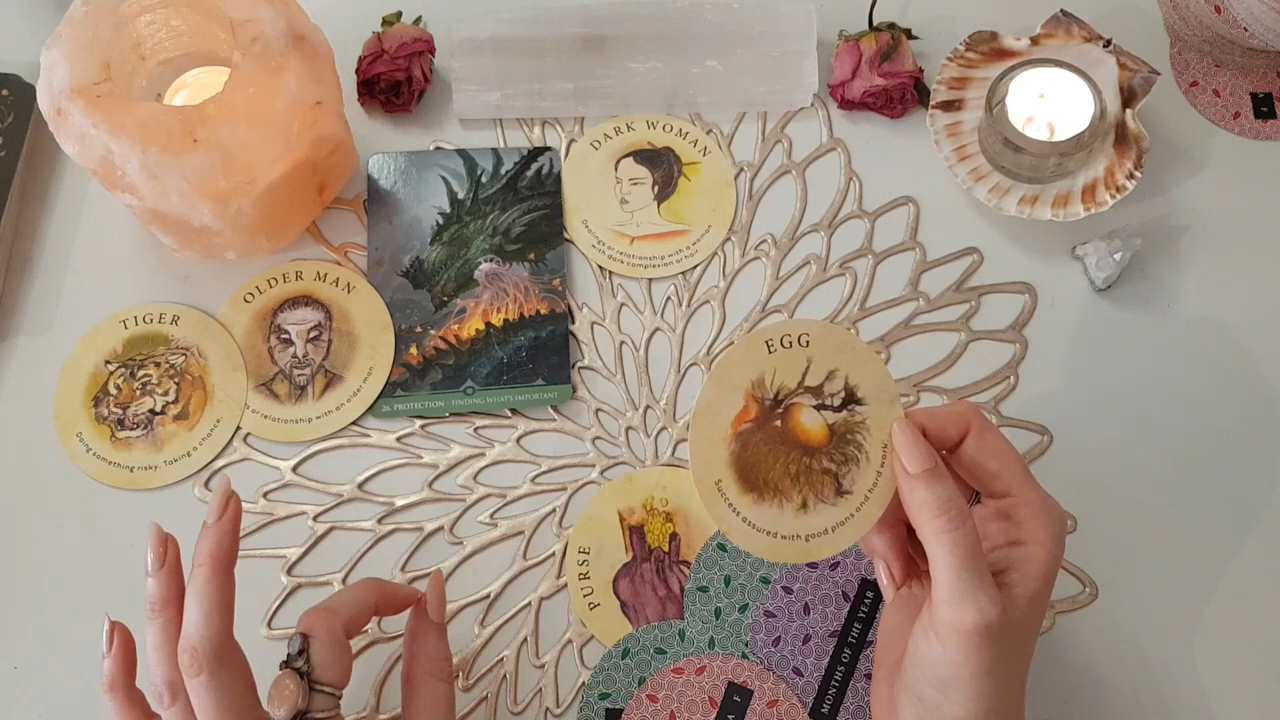 DARK WOMAN
Dealings or relationship with a woman
with dark complexion or hair.
OLDER MAN
s or relationship with an older man.
TIGER
Doing something risky. Taking a chance.
26. PROTECTION - FINDING WHAT'S IMPORTANT
EGG
Success assured with good plans and hard work.
PURSE
MONTHS OF THE YEAR
A F
A F